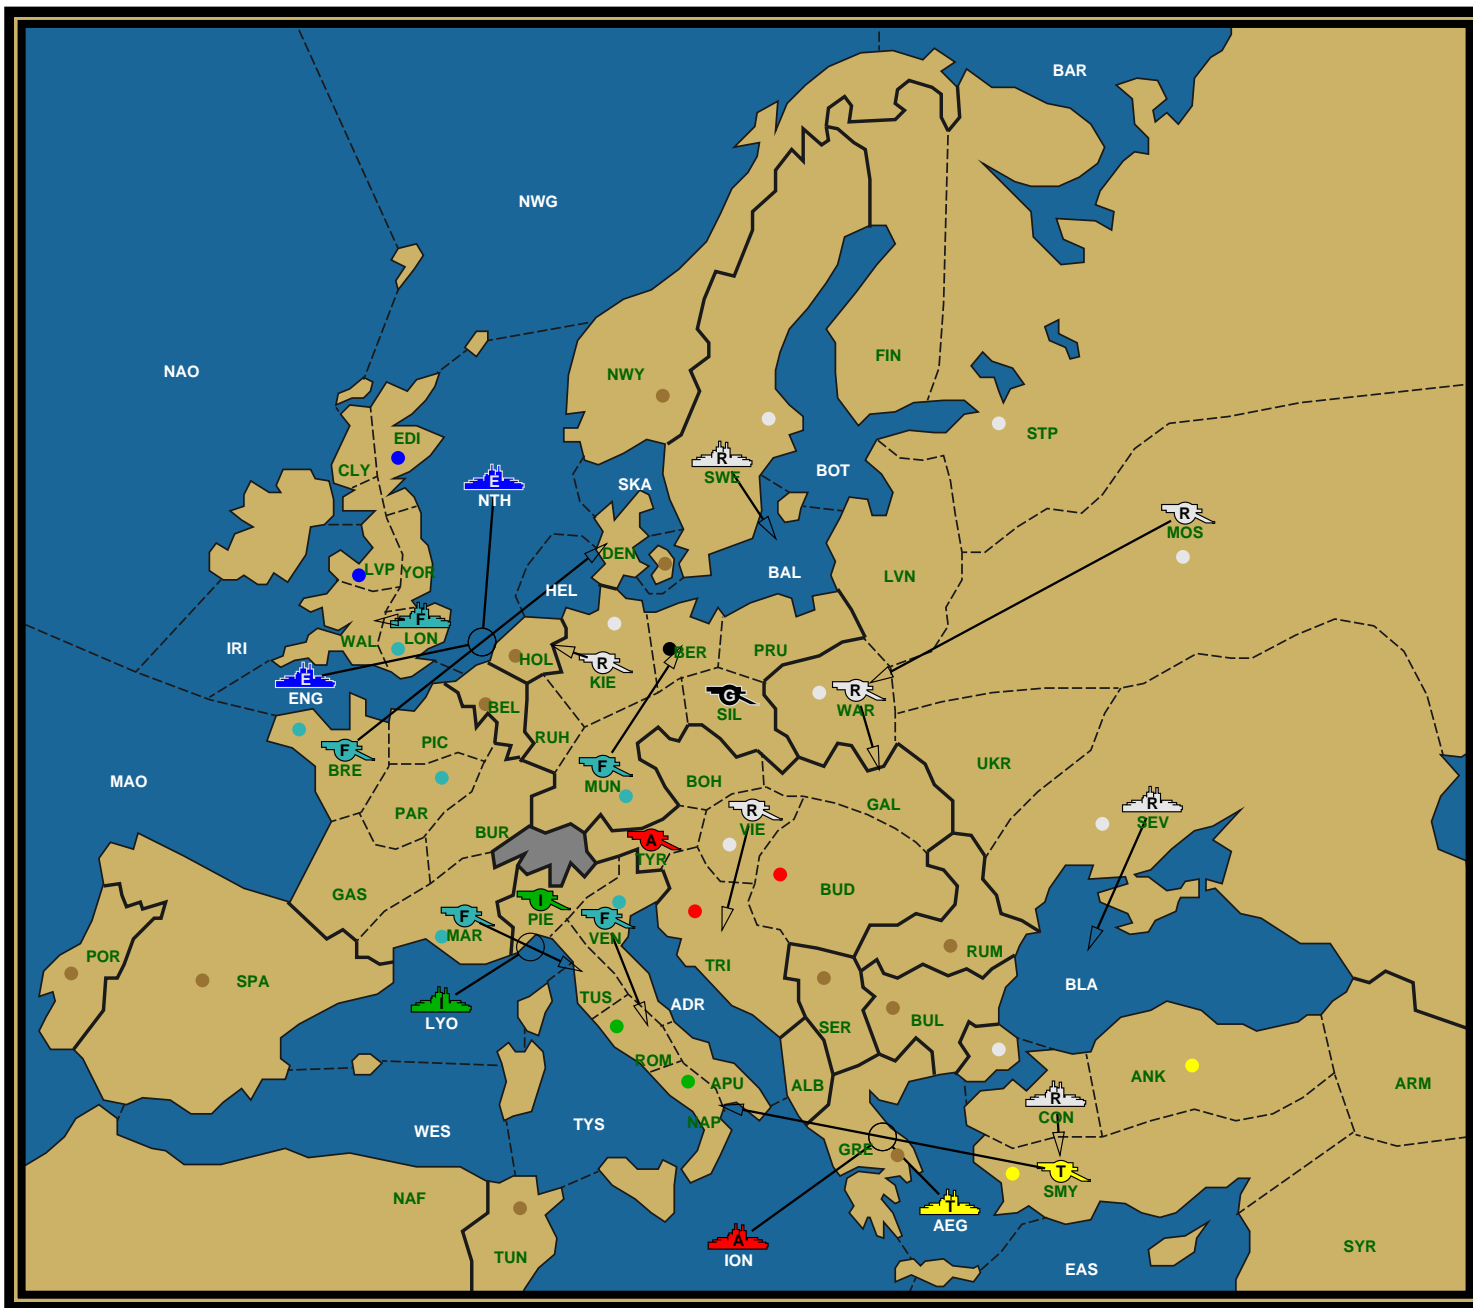 BAR
NWG
FIN
NAO
NWY
EDI
STP
CLY
R
SWE
BOT
SKA
E
NTH
R
MOS
DEN
LVP
YOR
BAL
LVN
HEL
F
LON
WAL
IRI
HOL
BER
PRU
R
KIE
E
ENG
R
WAR
G
SIL
BEL
RUH
PIC
F
BRE
UKR
MAO
F
MUN
BOH
GAL
R
SEV
PAR
R
VIE
BUR
A
TYR
BUD
GAS
I
PIE
F
MAR
F
VEN
POR
SPA
RUM
TRI
BLA
TUS
ADR
I
LYO
SER
BUL
ROM
ANK
APU
ALB
ARM
R
CON
NAP
TYS
WES
GRE
T
SMY
NAF
T
AEG
A
ION
TUN
SYR
EAS